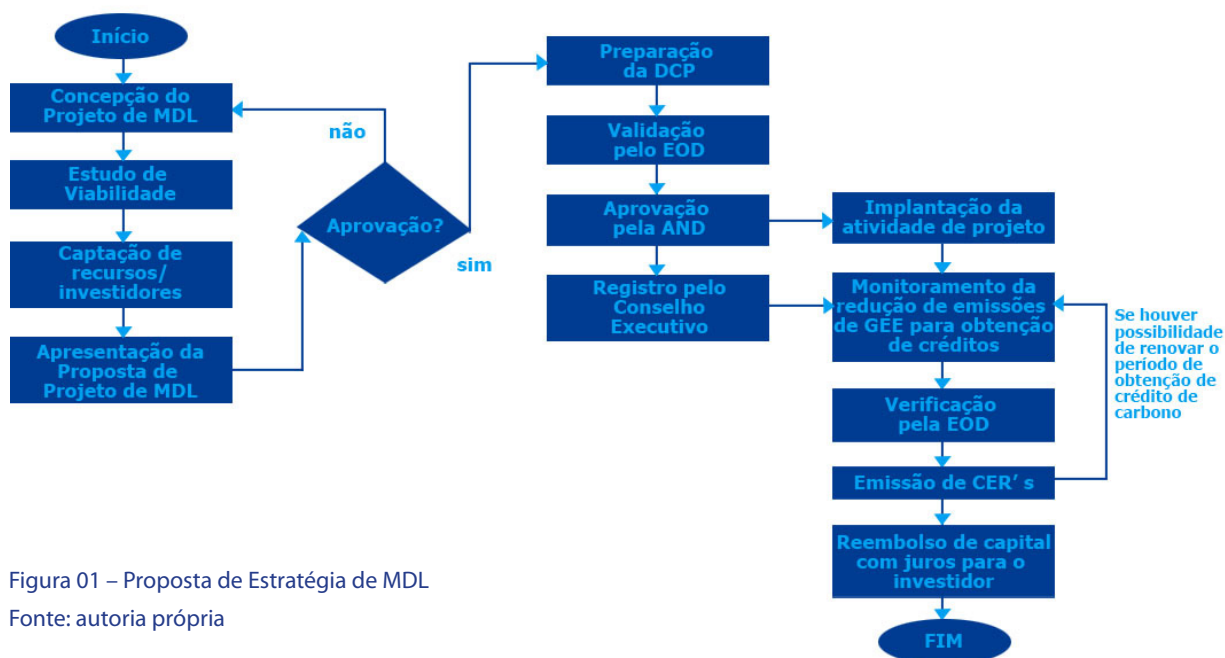 Início
Concepção do
Projeto de MDL
Estudo de
Viabilidade
Captação de
recursos/
investidores
Apresentação da
Proposta de
Projeto de MDL
não
Aprovação?
sim
Preparação
da DCP
Validação
pelo EOD
Aprovação
pela AND
Registro pelo
Conselho
Executivo
Implantação da
atividade de projeto
Monitoramento da
redução de emissões
de GEE para obtenção
de créditos
Se houver
possibilidade
de renovar o
período de
obtenção de
crédito de
carbono
Verificação
pela EOD
Emissão de CER' s
Reembolso de capital
com juros para o
investidor
FIM
Figura 01 – Proposta de Estratégia de MDL
Fonte: autoria própria